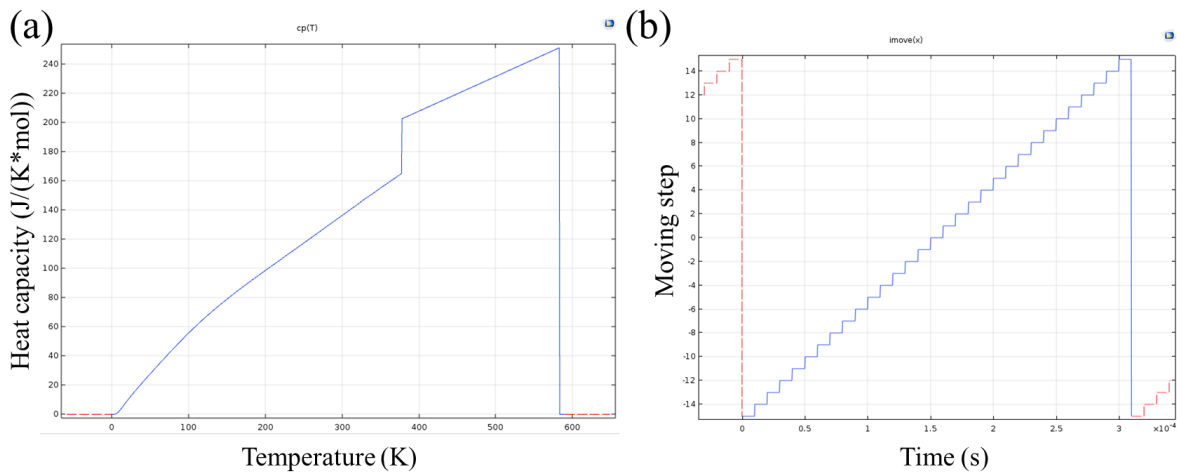 (a)
cp(T)
Heat capacity (J/(K*mol))
240
220
200
180
160
140
120
100
80
60
40
20
0
0 100 200 300 400 500 600
Temperature (K)
(b)
imove(x)
Moving step
14
12
10
8
6
4
2
0
-2
-4
-6
-8
-10
-12
-14
0 0.5 1 1.5 2 2.5 3 ×10⁻⁴
Time (s)